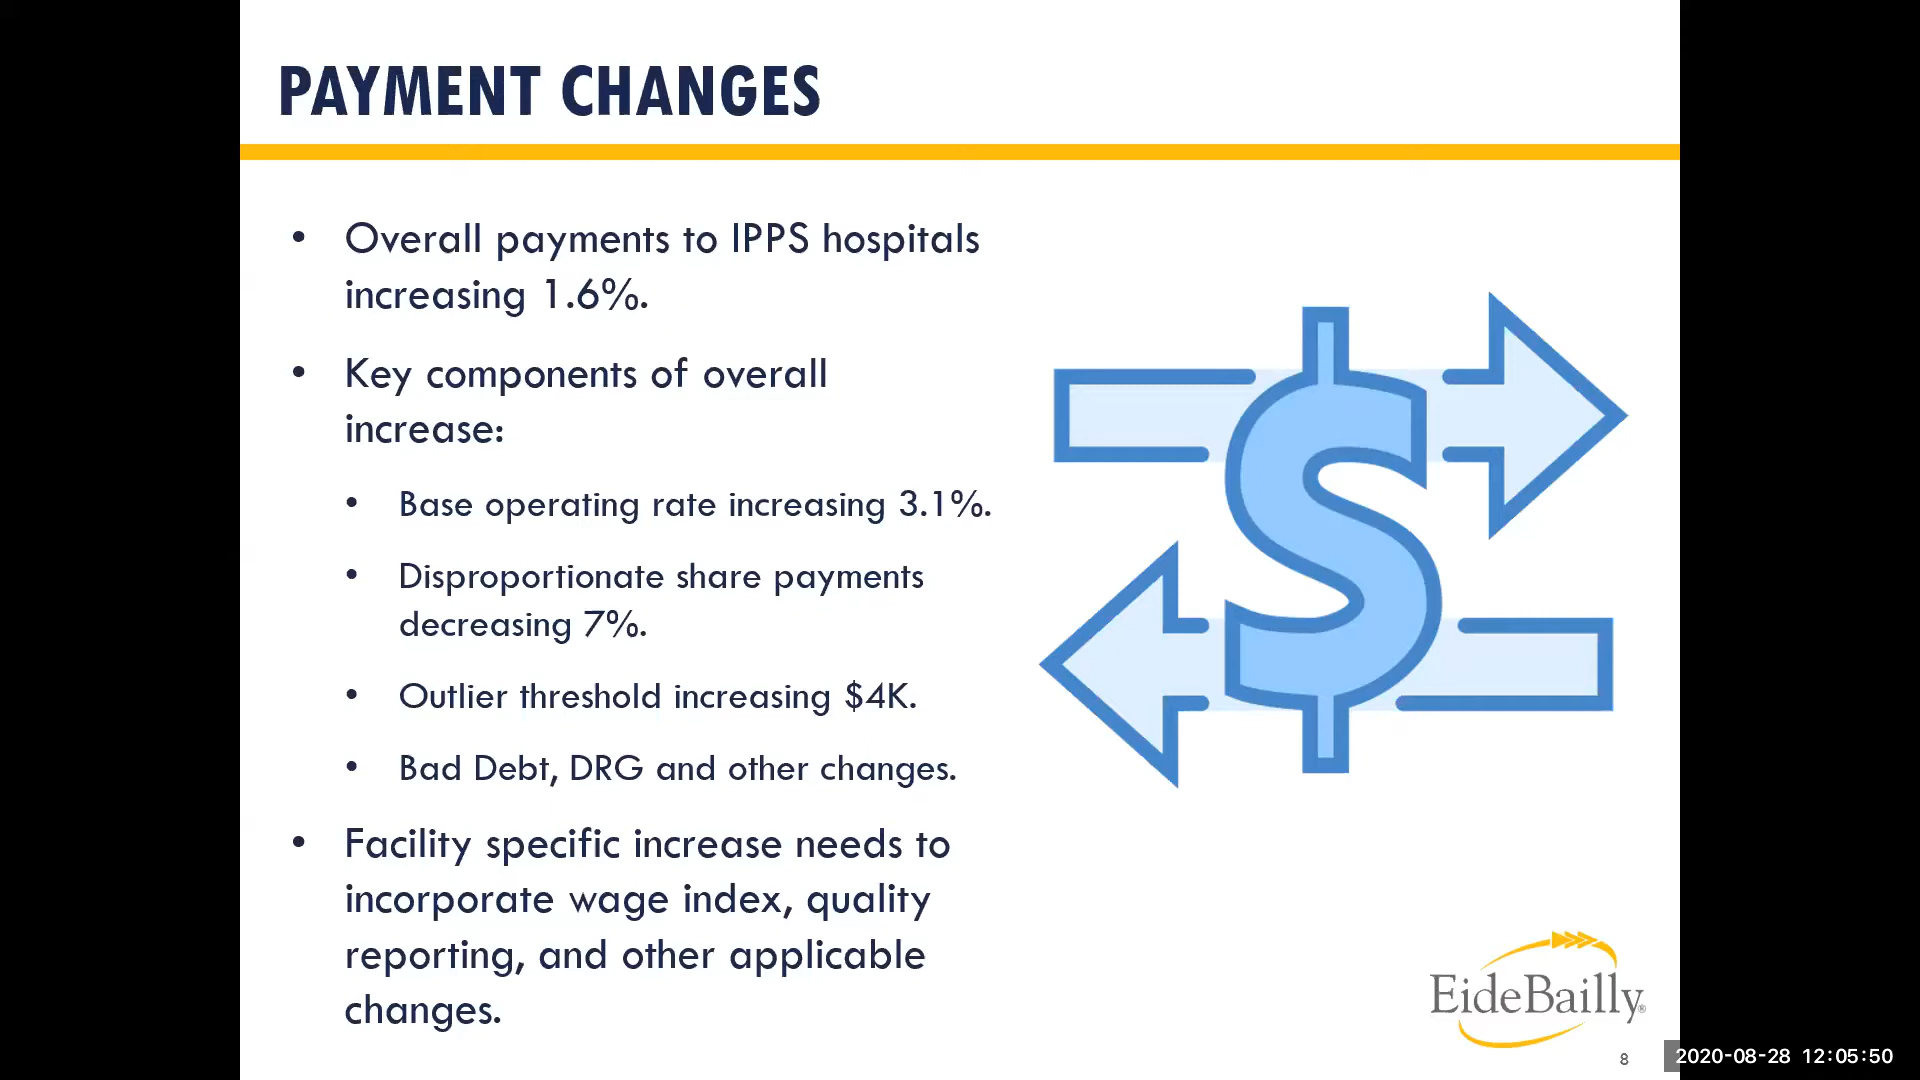 PAYMENT CHANGES
• Overall payments to IPPS hospitals
increasing 1.6%.
• Key components of overall
increase:
• Base operating rate increasing 3.1%.
• Disproportionate share payments
decreasing 7%.
• Outlier threshold increasing $4K.
• Bad Debt, DRG and other changes.
• Facility specific increase needs to
incorporate wage index, quality
reporting, and other applicable
changes.
EideBailly®
8
2020-08-28 12:05:50